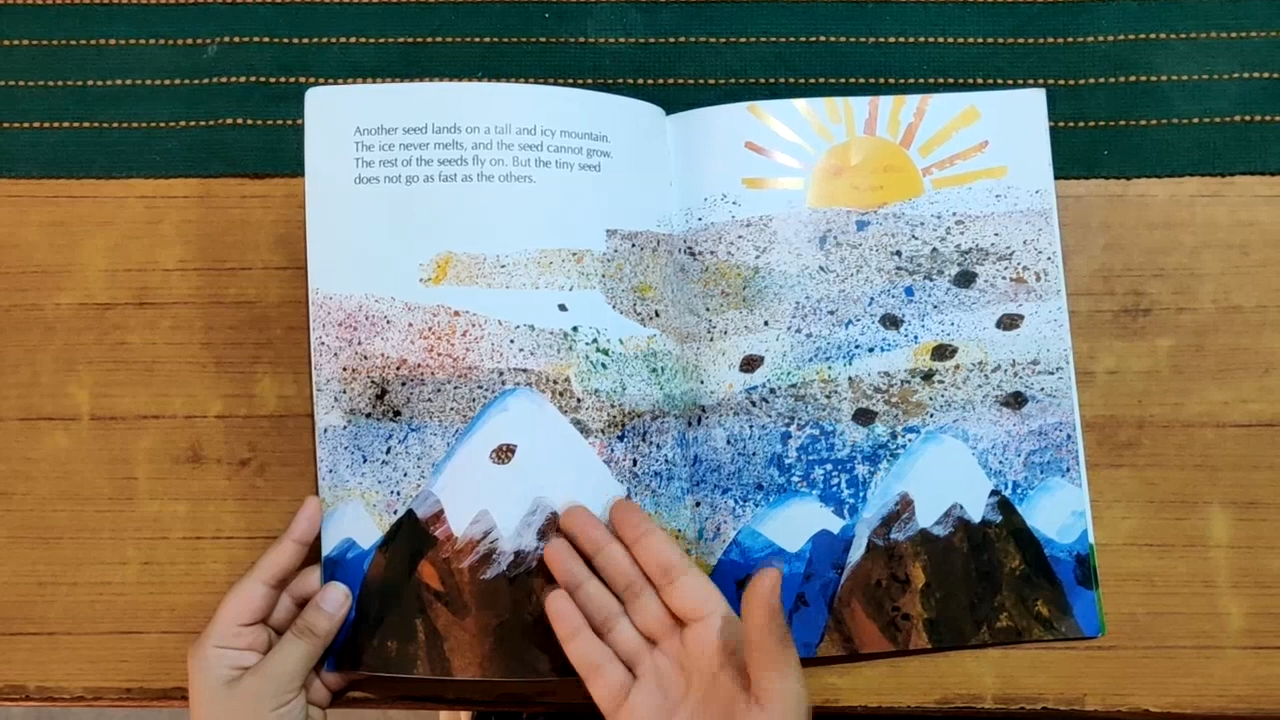 Another seed lands on a tall and icy mountain.
The ice never melts, and the seed cannot grow.
The rest of the seeds fly on. But the tiny seed
does not go as fast as the others.